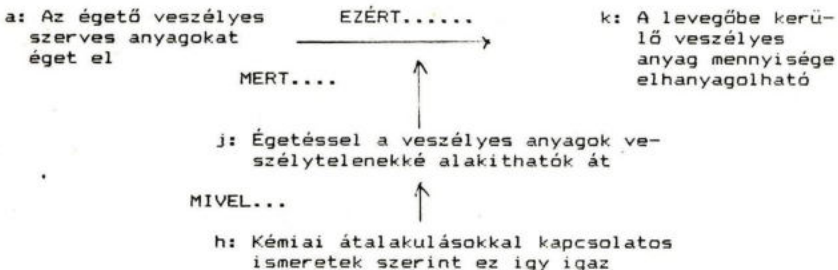 a: Az égető veszélyes EZÉRT...... k: A levegőbe kerü-
szerves anyagokat lő veszélyes
éget el anyag mennyisége
MERT.... elhanyagolható
j: Égetéssel a veszélyes anyagok ve-
szélytelenekké alakithatók át
MIVEL...
h: Kémiai átalakulásokkal kapcsolatos
ismeretek szerint ez igy igaz